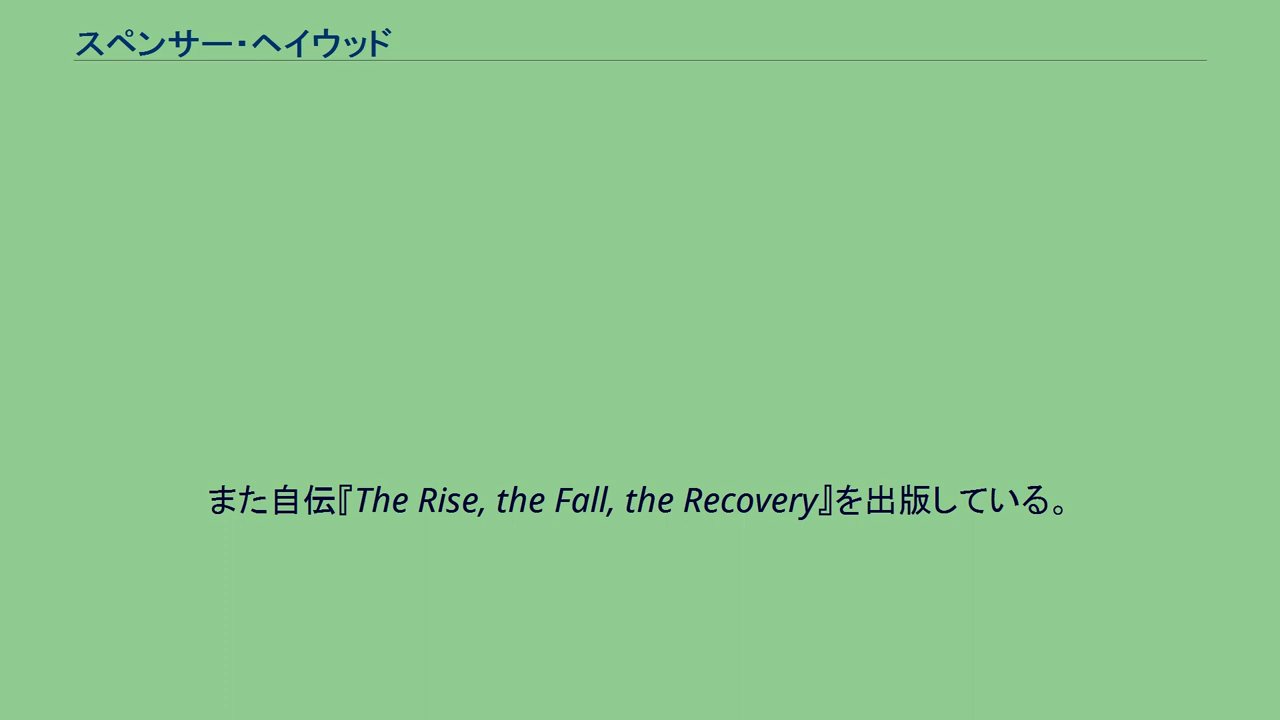 スペンサー・ヘイウッド
また自伝『The Rise, the Fall, the Recovery』を出版している。